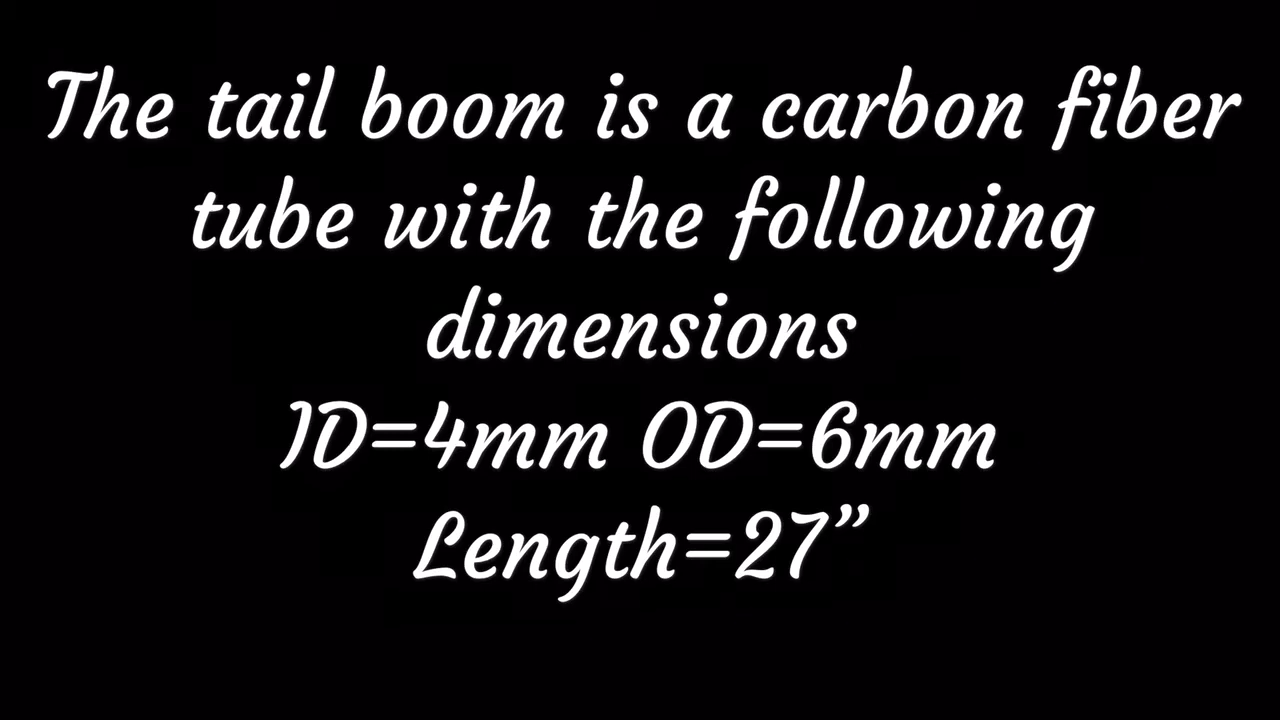 The tail boom is a carbon fiber
tube with the following
dimensions
ID=4mm OD=6mm
Length=27”